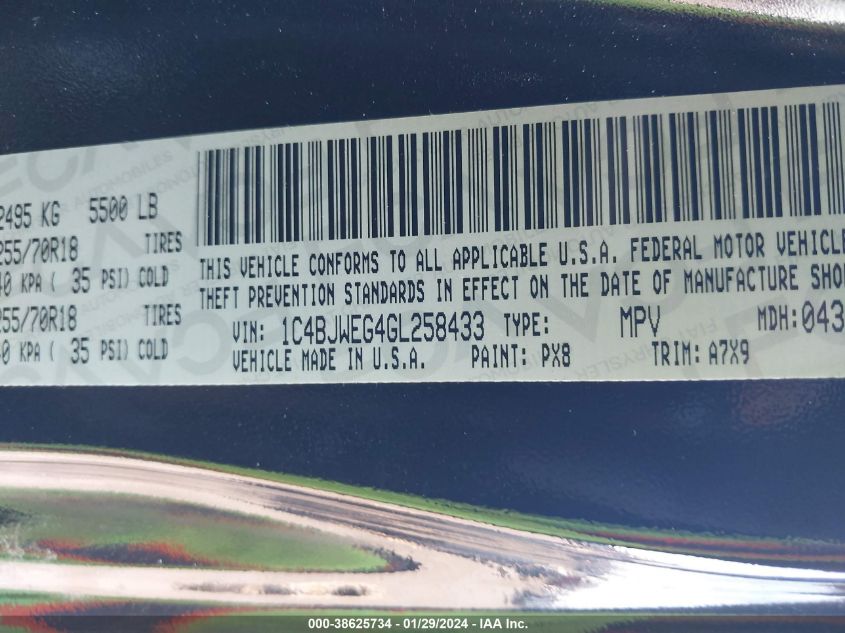 2495 KG 5500 LB
255/70R18 TIRES
40 KPA ( 35 PSI) COLD
255/70R18 TIRES
40 KPA ( 35 PSI) COLD
THIS VEHICLE CONFORMS TO ALL APPLICABLE U.S.A. FEDERAL MOTOR VEHICLE
THEFT PREVENTION STANDARDS IN EFFECT ON THE DATE OF MANUFACTURE SHO
VIN: 1C4BJWEG4GL258433 TYPE: MPV MDH:043
VEHICLE MADE IN U.S.A. PAINT: PX8 TRIM: A7X9
000-38625734 - 01/29/2024 - IAA Inc.